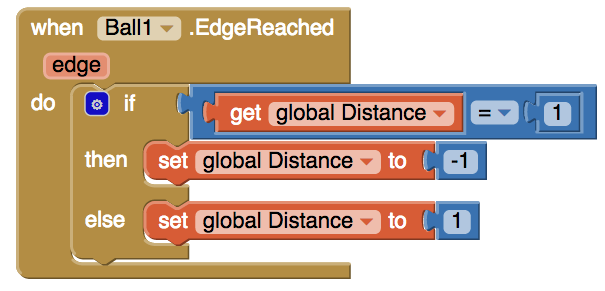 when Ball1 .EdgeReached
edge
do if get global Distance = 1
then set global Distance to -1
else set global Distance to 1